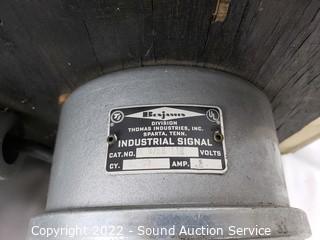 Benjamin
DIVISION
THOMAS INDUSTRIES, INC.
SPARTA, TENN.
INDUSTRIAL SIGNAL
CAT.NO. VOLTS
CY. AMP.
Copyright 2022 - Sound Auction Service